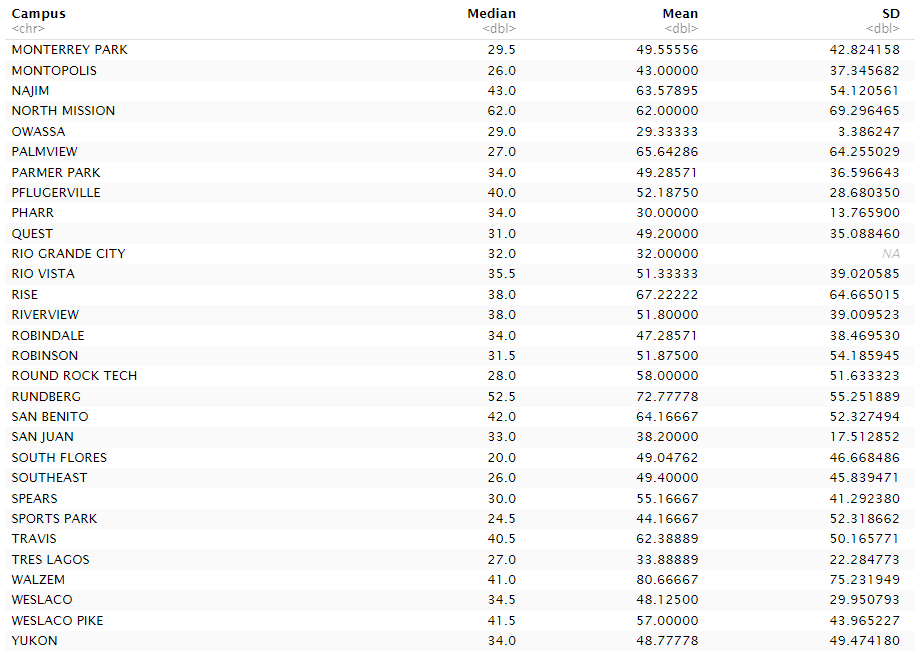 Campus Median Mean SD
<chr> <dbl> <dbl> <dbl>
MONTERREY PARK 29.5 49.55556 42.824158
MONTOPOLIS 26.0 43.00000 37.345682
NAJIM 43.0 63.57895 54.120561
NORTH MISSION 62.0 62.00000 69.296465
OWASSA 29.0 29.33333 3.386247
PALMVIEW 27.0 65.64286 64.255029
PARMER PARK 34.0 49.28571 36.596643
PFLUGERVILLE 40.0 52.18750 28.680350
PHARR 34.0 30.00000 13.765900
QUEST 31.0 49.20000 35.088460
RIO GRANDE CITY 32.0 32.00000 NA
RIO VISTA 35.5 51.33333 39.020585
RISE 38.0 67.22222 64.665015
RIVERVIEW 38.0 51.80000 39.009523
ROBINDALE 34.0 47.28571 38.469530
ROBINSON 31.5 51.87500 54.185945
ROUND ROCK TECH 28.0 58.00000 51.633323
RUNDBERG 52.5 72.77778 55.251889
SAN BENITO 42.0 64.16667 52.327494
SAN JUAN 33.0 38.20000 17.512852
SOUTH FLORES 20.0 49.04762 46.668486
SOUTHEAST 26.0 49.40000 45.839471
SPEARS 30.0 55.16667 41.292380
SPORTS PARK 24.5 44.16667 52.318662
TRAVIS 40.5 62.38889 50.165771
TRES LAGOS 27.0 33.88889 22.284773
WALZEM 41.0 80.66667 75.231949
WESLACO 34.5 48.12500 29.950793
WESLACO PIKE 41.5 57.00000 43.965227
YUKON 34.0 48.77778 49.474180